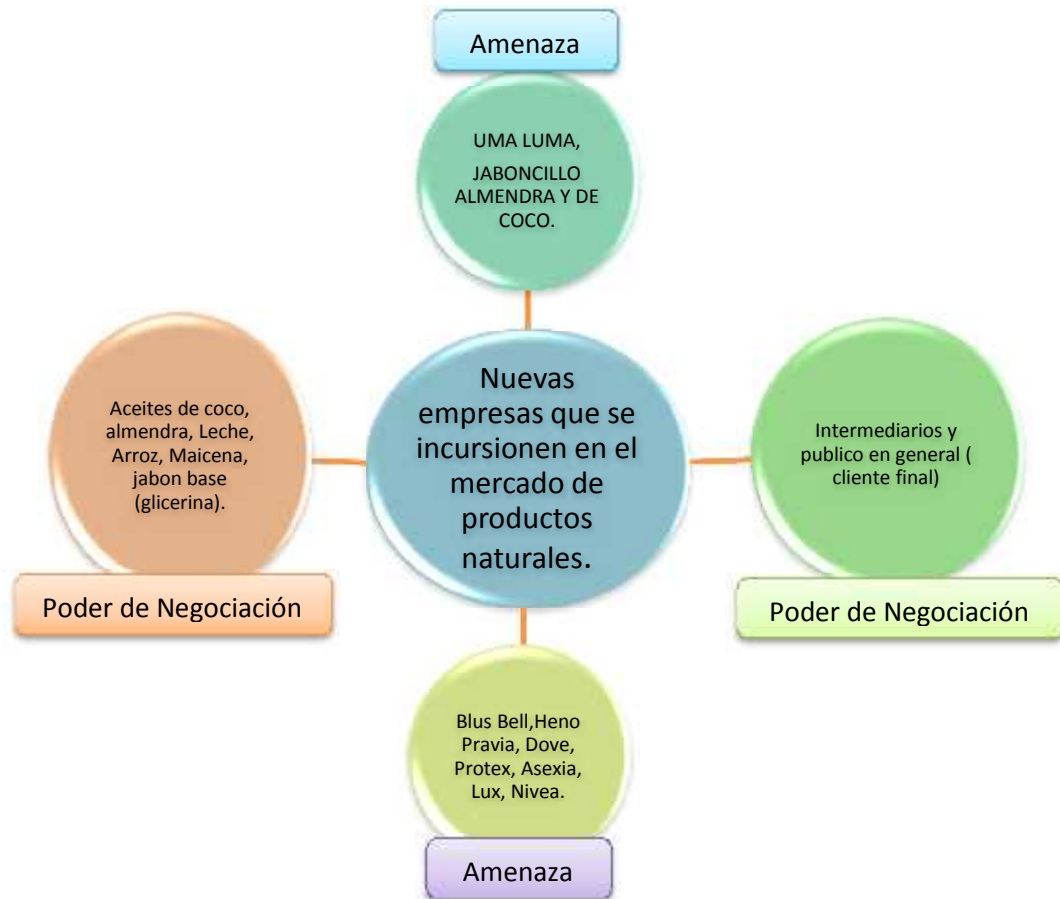 Amenaza
UMA LUMA,
JABONCILLO
ALMENDRA Y DE
COCO.
Aceites de coco,
almendra, Leche,
Arroz, Maicena,
jabon base
(glicerina).
Poder de Negociación
Nuevas
empresas que se
incursionen en el
mercado de
productos
naturales.
Intermediarios y
publico en general (
cliente final)
Poder de Negociación
Blus Bell,Heno
Pravia, Dove,
Protex, Asexia,
Lux, Nivea.
Amenaza